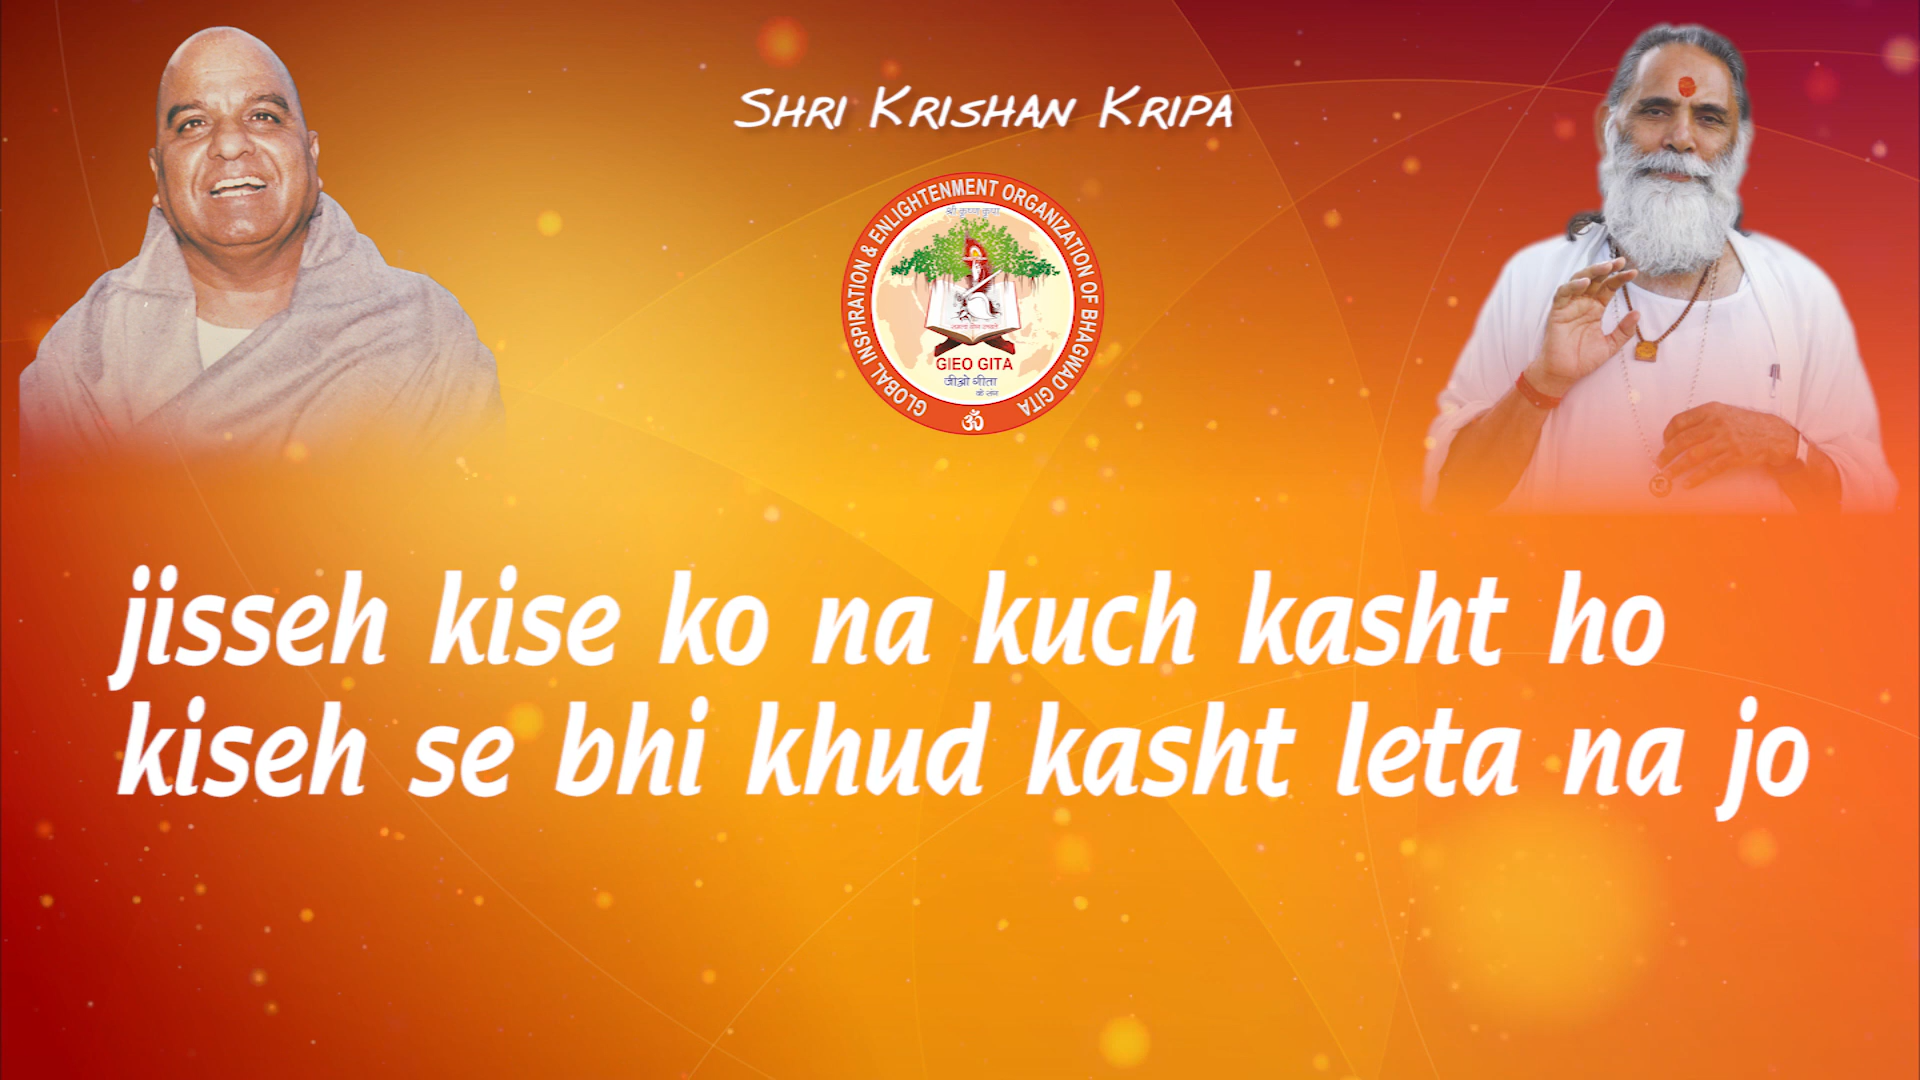 Shri Krishan Kripa
GLOBAL INSPIRATION & ENLIGHTENMENT ORGANIZATION OF BHAGWAD GITA
श्री कृष्ण कृपा
GIEO GITA
जीओ गीता
के संग
ॐ
jisseh kise ko na kuch kasht ho
kiseh se bhi khud kasht leta na jo